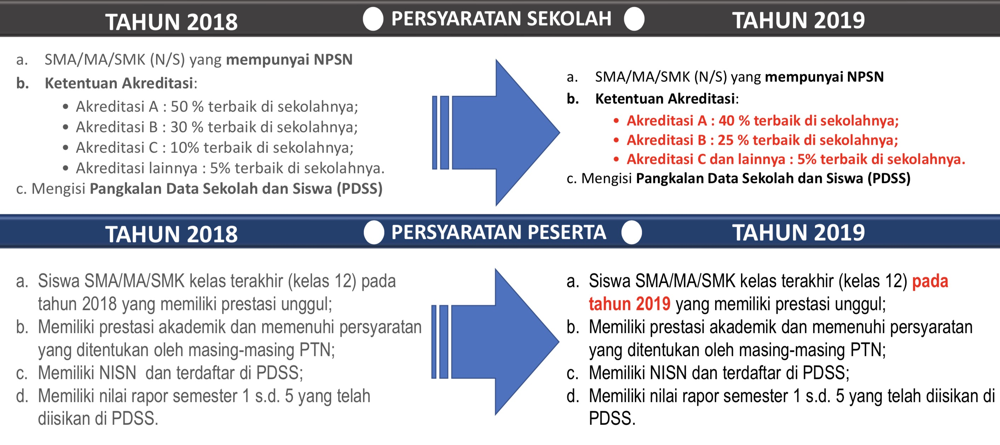 TAHUN 2018
PERSYARATAN SEKOLAH
TAHUN 2019
a. SMA/MA/SMK (N/S) yang mempunyai NPSN
b. Ketentuan Akreditasi:
• Akreditasi A : 50 % terbaik di sekolahnya;
• Akreditasi B : 30 % terbaik di sekolahnya;
• Akreditasi C : 10% terbaik di sekolahnya;
• Akreditasi lainnya : 5% terbaik di sekolahnya.
c. Mengisi Pangkalan Data Sekolah dan Siswa (PDSS)
a. SMA/MA/SMK (N/S) yang mempunyai NPSN
b. Ketentuan Akreditasi:
• Akreditasi A : 40 % terbaik di sekolahnya;
• Akreditasi B : 25 % terbaik di sekolahnya;
• Akreditasi C dan lainnya : 5% terbaik di sekolahnya.
c. Mengisi Pangkalan Data Sekolah dan Siswa (PDSS)
TAHUN 2018
PERSYARATAN PESERTA
TAHUN 2019
a. Siswa SMA/MA/SMK kelas terakhir (kelas 12) pada
tahun 2018 yang memiliki prestasi unggul;
b. Memiliki prestasi akademik dan memenuhi persyaratan
yang ditentukan oleh masing-masing PTN;
c. Memiliki NISN dan terdaftar di PDSS;
d. Memiliki nilai rapor semester 1 s.d. 5 yang telah
diisikan di PDSS.
a. Siswa SMA/MA/SMK kelas terakhir (kelas 12) pada
tahun 2019 yang memiliki prestasi unggul;
b. Memiliki prestasi akademik dan memenuhi persyaratan
yang ditentukan oleh masing-masing PTN;
c. Memiliki NISN dan terdaftar di PDSS;
d. Memiliki nilai rapor semester 1 s.d. 5 yang telah diisikan di
PDSS.